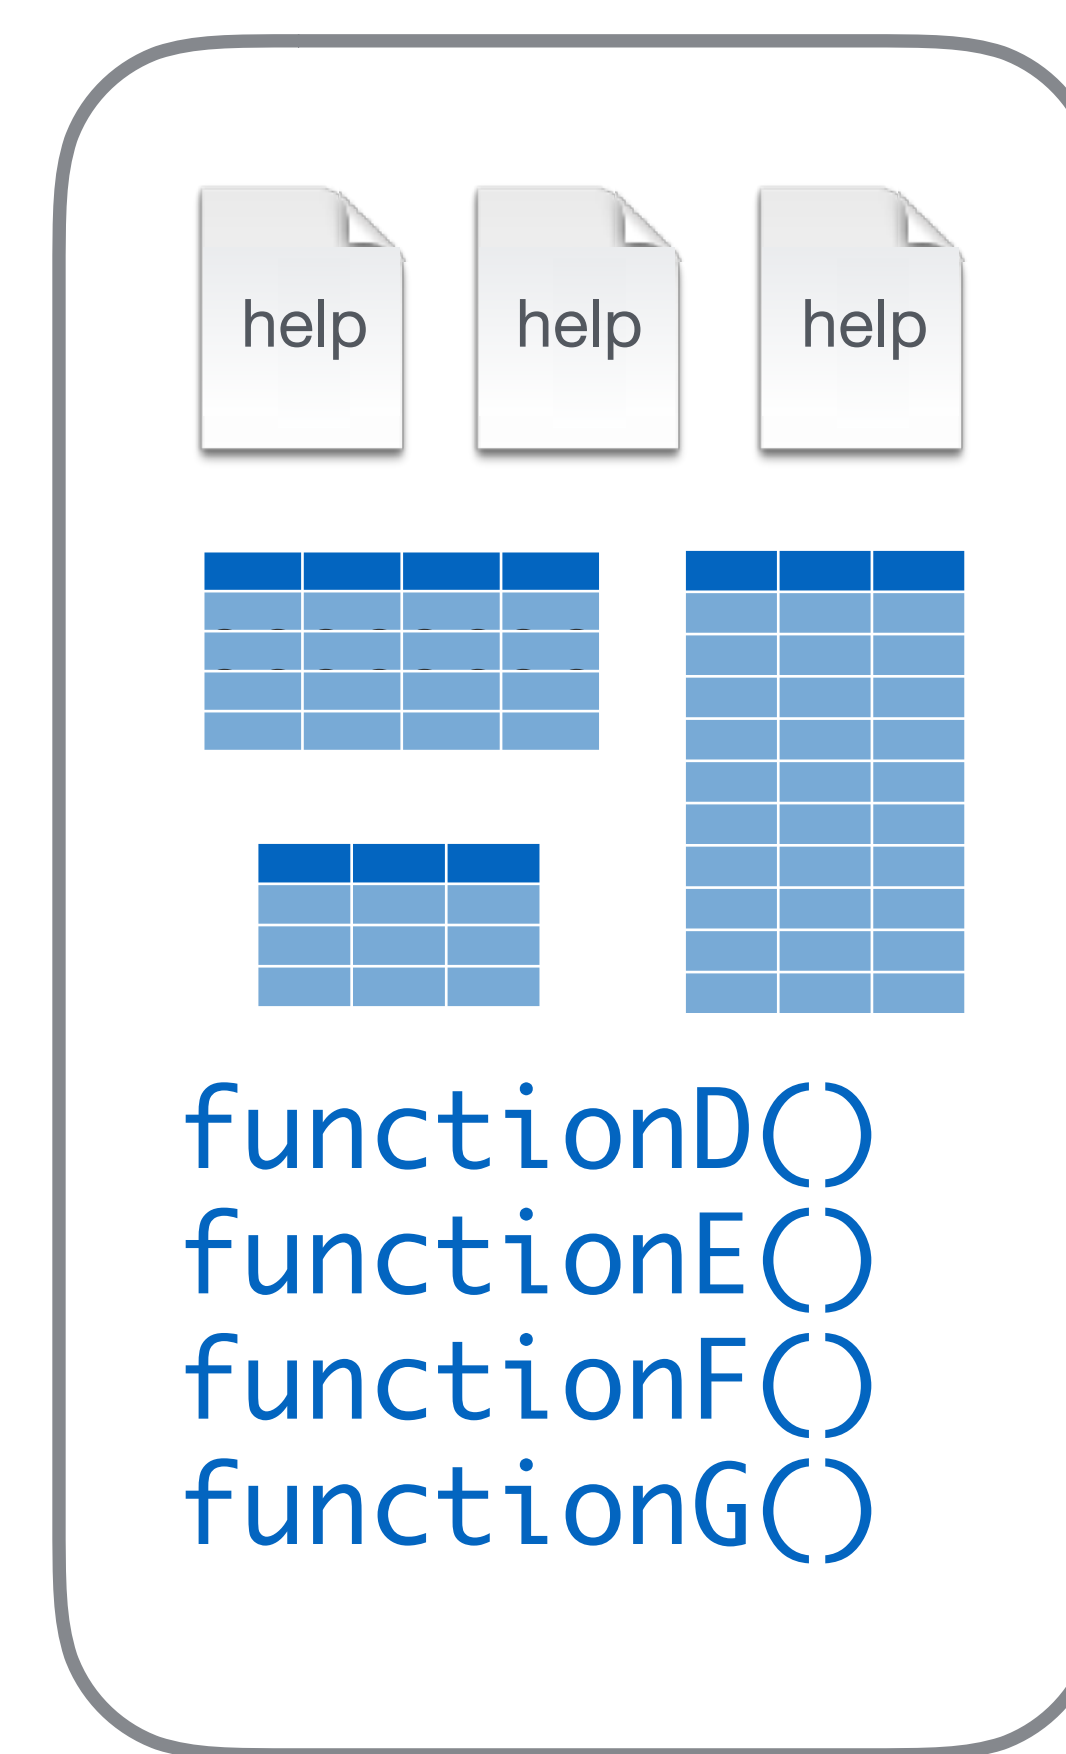 help help help
functionD()
functionE()
functionF()
functionG()